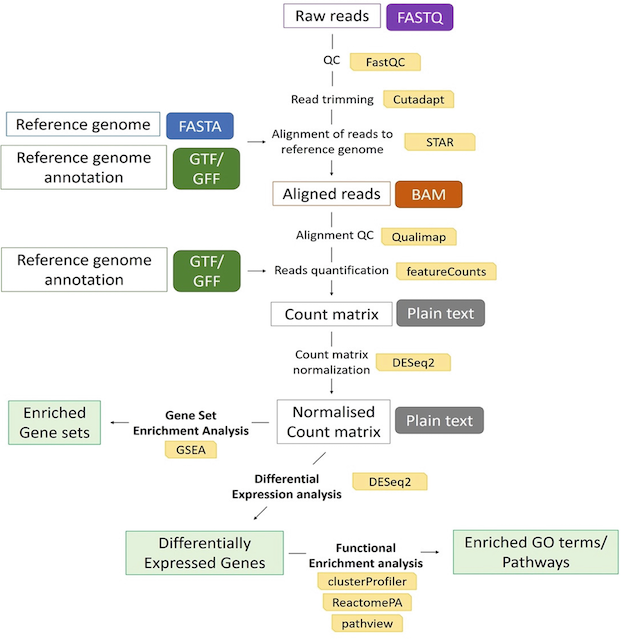 Raw reads
FASTQ
QC
FastQC
Read trimming
Cutadapt
Reference genome
FASTA
Alignment of reads to
reference genome
STAR
Reference genome
annotation
GTF/
GFF
Aligned reads
BAM
Alignment QC
Qualimap
Reference genome
annotation
GTF/
GFF
Reads quantification
featureCounts
Count matrix
Plain text
Count matrix
normalization
DESeq2
Enriched
Gene sets
Gene Set
Enrichment Analysis
GSEA
Normalised
Count matrix
Plain text
Differential
Expression analysis
DESeq2
Differentially
Expressed Genes
Functional
Enrichment analysis
clusterProfiler
ReactomePA
pathview
Enriched GO terms/
Pathways